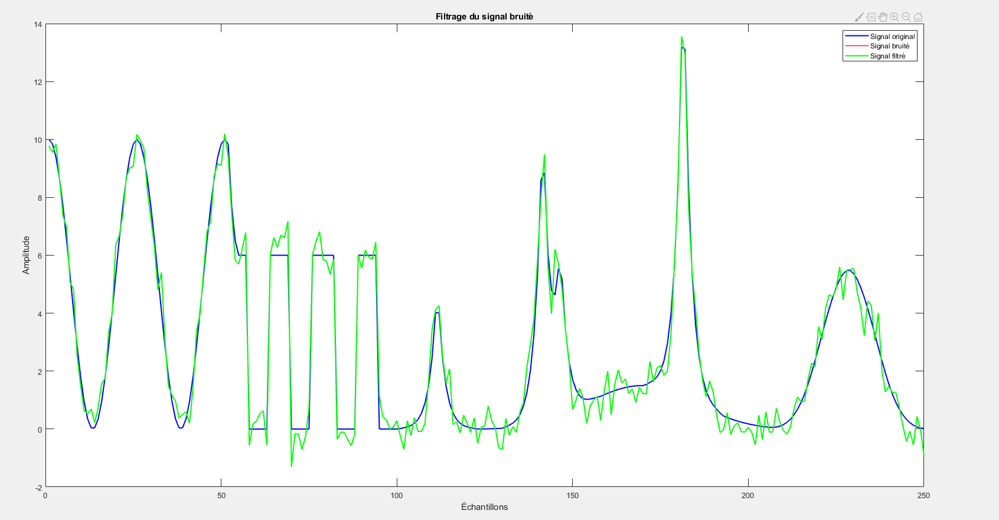 Filtrage du signal bruité
Signal original
Signal bruité
Signal filtré
14
12
10
8
6
4
2
0
-2
Amplitude
0 50 100 150 200 250
Échantillons